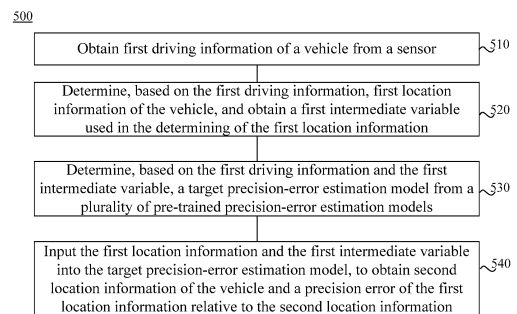 500
Obtain first driving information of a vehicle from a sensor
510
Determine, based on the first driving information, first location
information of the vehicle, and obtain a first intermediate variable
used in the determining of the first location information
520
Determine, based on the first driving information and the first
intermediate variable, a target precision-error estimation model from a
plurality of pre-trained precision-error estimation models
530
Input the first location information and the first intermediate variable
into the target precision-error estimation model, to obtain second
location information of the vehicle and a precision error of the first
location information relative to the second location information
540